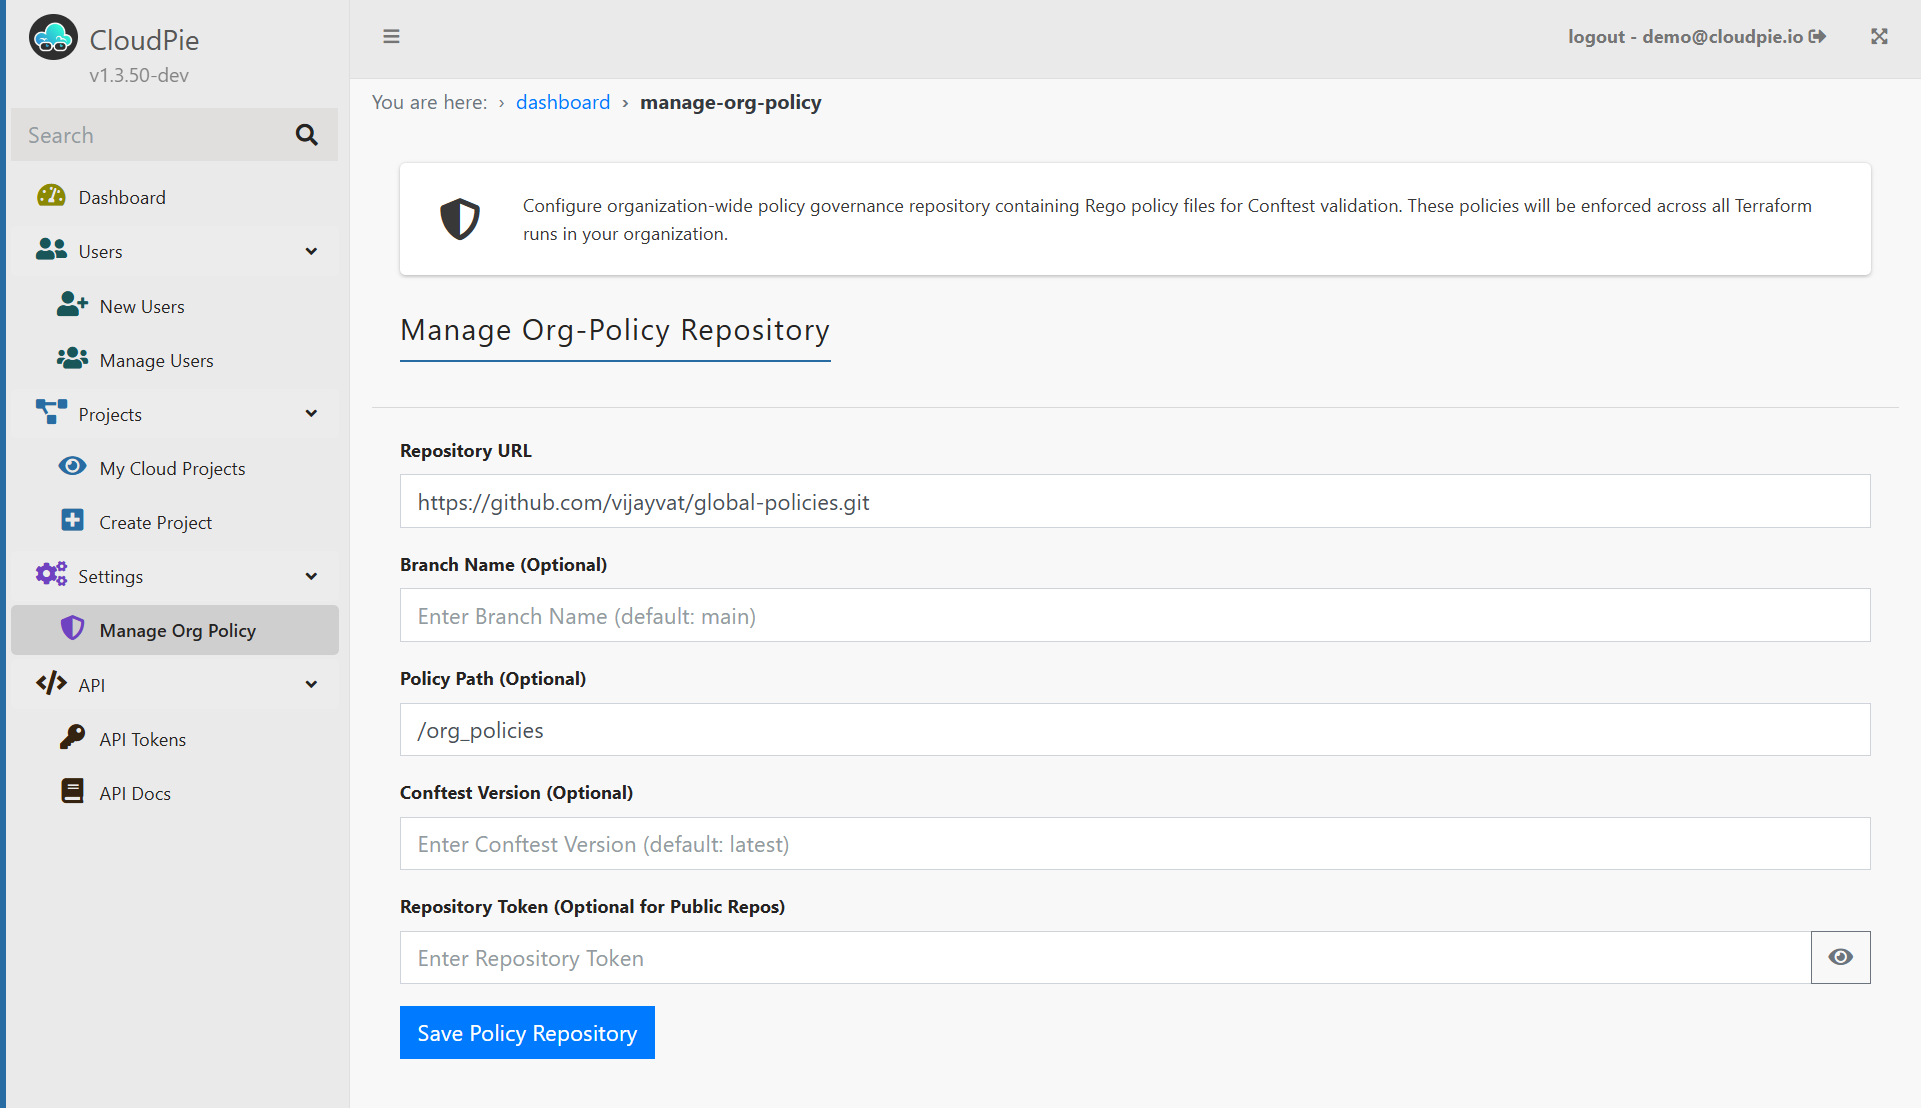 CloudPie
v1.3.50-dev
Search
Dashboard
Users
New Users
Manage Users
Projects
My Cloud Projects
Create Project
Settings
Manage Org Policy
API
API Tokens
API Docs
logout - demo@cloudpie.io
You are here: › dashboard › manage-org-policy
Configure organization-wide policy governance repository containing Rego policy files for Conftest validation. These policies will be enforced across all Terraform
runs in your organization.
Manage Org-Policy Repository
Repository URL
https://github.com/vijayvat/global-policies.git
Branch Name (Optional)
Enter Branch Name (default: main)
Policy Path (Optional)
/org_policies
Conftest Version (Optional)
Enter Conftest Version (default: latest)
Repository Token (Optional for Public Repos)
Enter Repository Token
Save Policy Repository